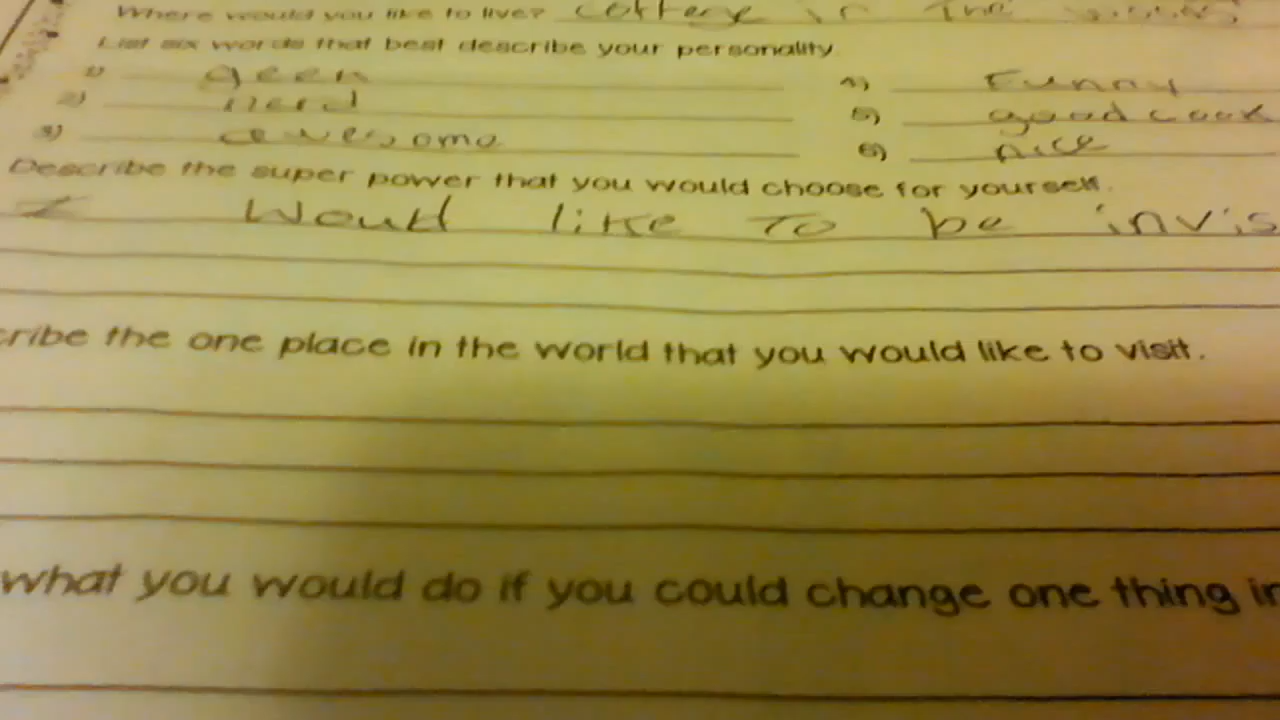 Where would you like to live? cottege in The woods
List six words that best describe your personality.
1) geek 4) Funny
2) nerd 5) good cook
3) awesome 6) nice
Describe the super power that you would choose for yourself.
I Would like To be invis
cribe the one place in the world that you would like to visit.
what you would do if you could change one thing in